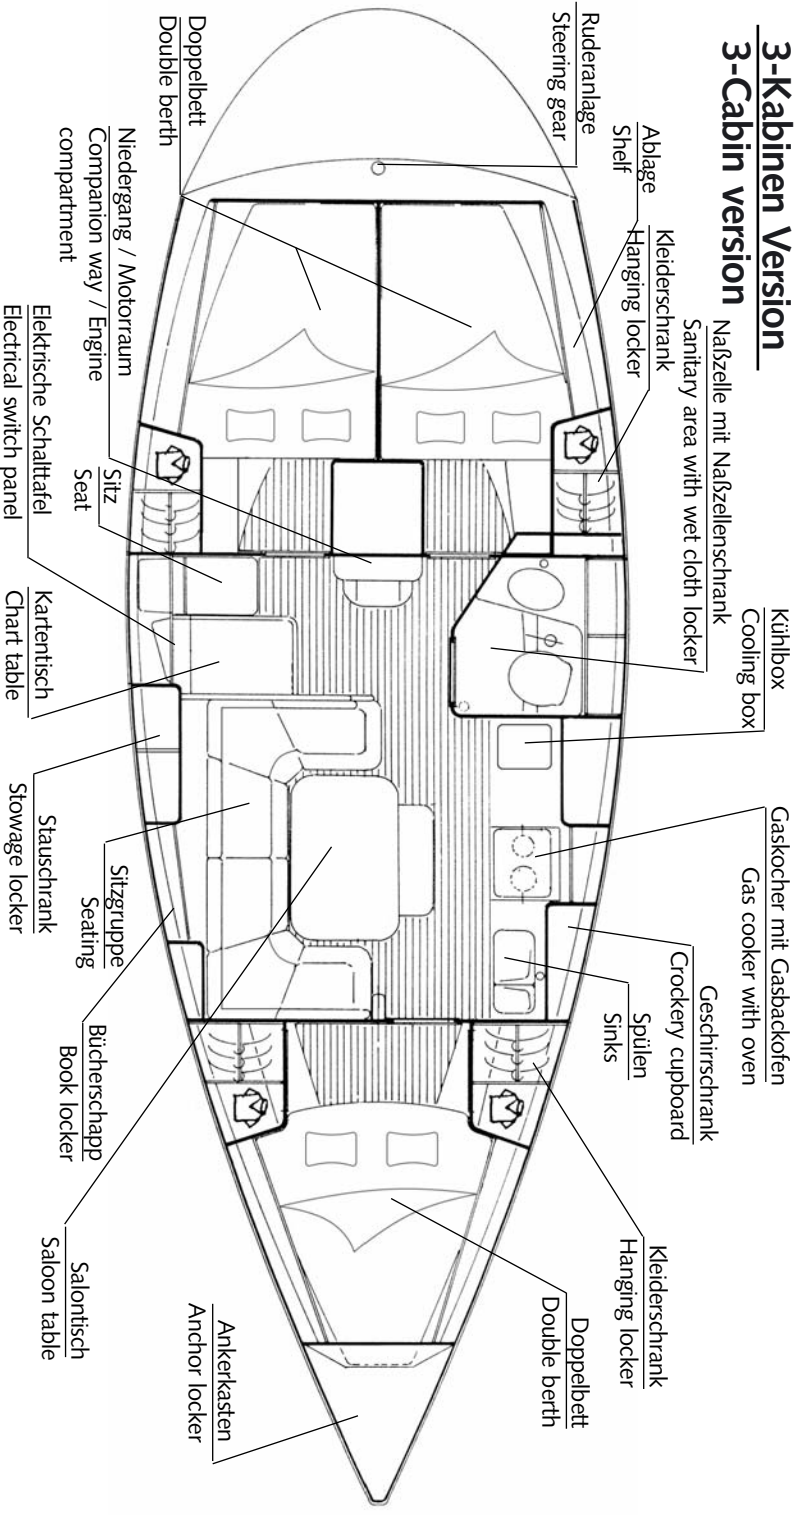 3-Kabinen Version
3-Cabin version
Ruderanlage
Steering gear
Ablage
Shelf
Kleiderschrank
Hanging locker
Naßzelle mit Naßzellenschrank
Sanitary area with wet cloth locker
Kühlbox
Cooling box
Gaskocher mit Gasbackofen
Gas cooker with oven
Geschirrschrank
Crockery cupboard
Spülen
Sinks
Kleiderschrank
Hanging locker
Doppelbett
Double berth
Doppelbett
Double berth
Niedergang / Motorraum
Companion way / Engine
compartment
Sitz
Seat
Elektrische Schalttafel
Electrical switch panel
Kartentisch
Chart table
Stauschrank
Stowage locker
Sitzgruppe
Seating
Bücherschapp
Book locker
Salontisch
Saloon table
Ankerkasten
Anchor locker